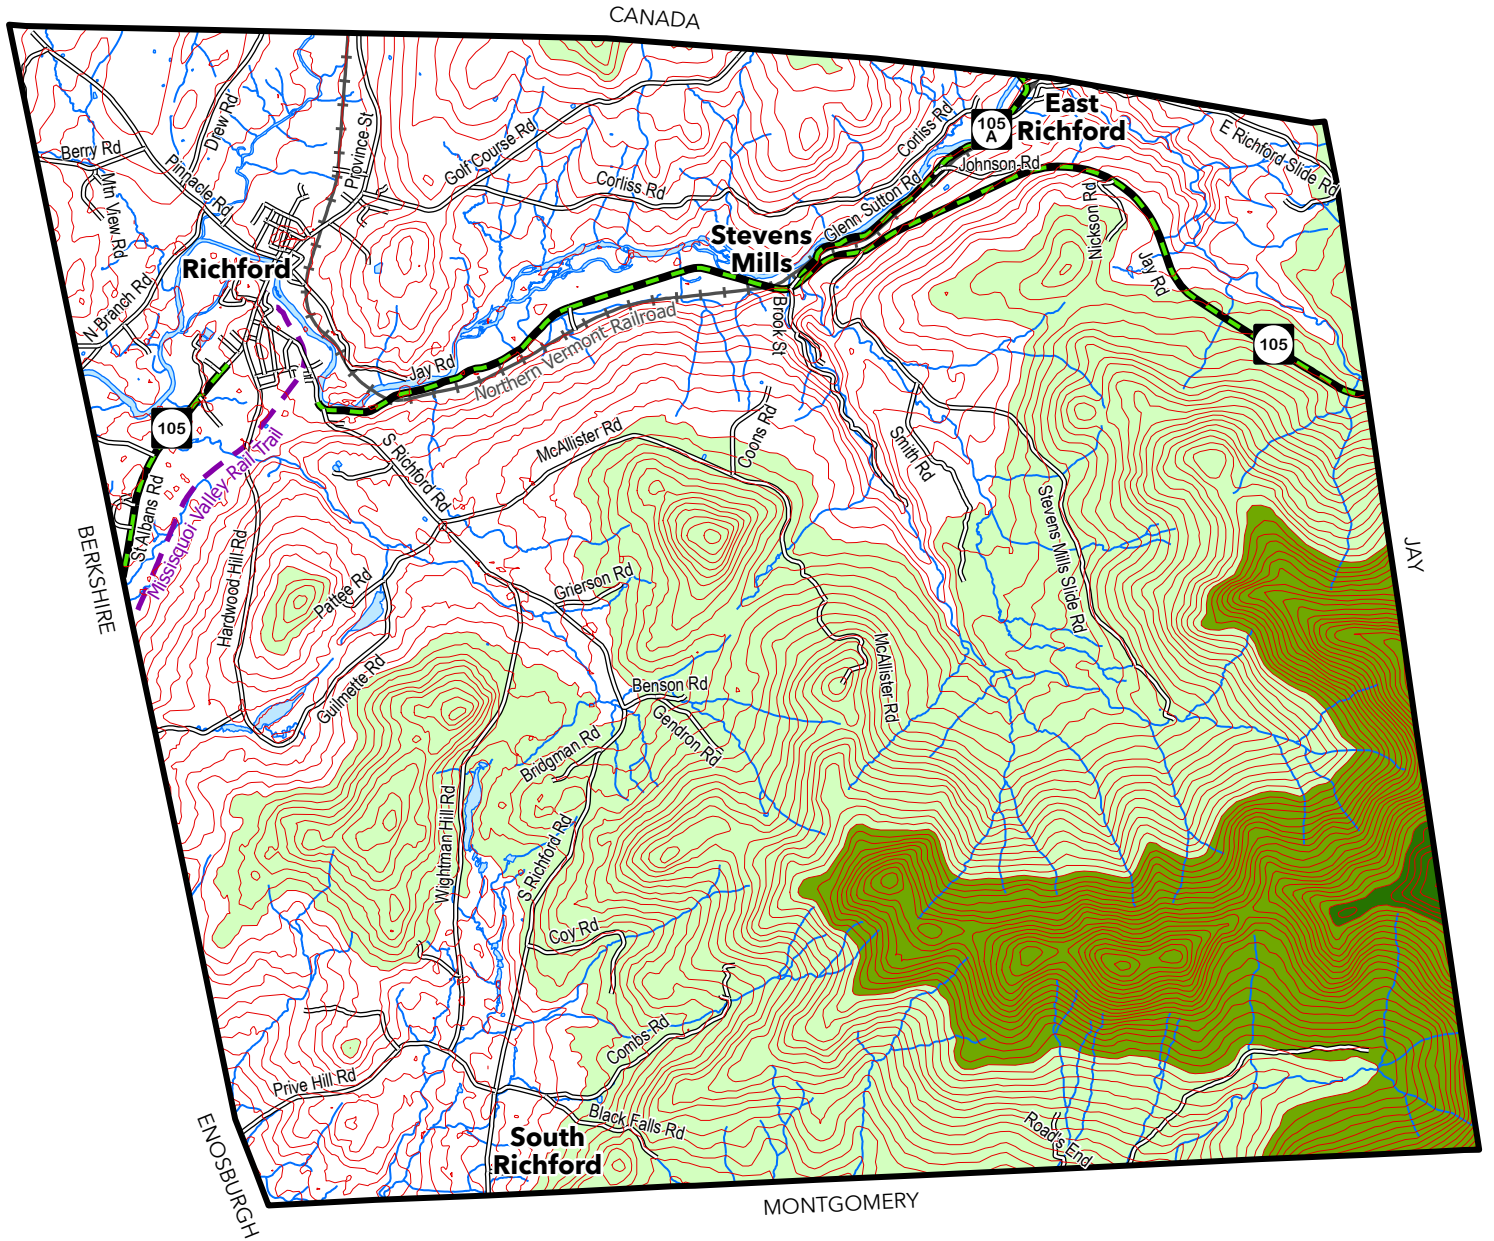 CANADA
East
Richford
105
A
Drew Rd
Province St
Corliss Rd
E Richford Slide Rd
Berry Rd
Pinnacle Rd
Golf Course Rd
Johnson Rd
Mtn View Rd
Corliss Rd
Glenn Sutton Rd
Nickson Rd
Stevens
Mills
Richford
Jay Rd
N Branch Rd
Northern Vermont Railroad
Brook St
105
Jay Rd
105
S Richford Rd
McAllister Rd
Coons Rd
Smith Rd
St Albans Rd
Missisquoi Valley Rail Trail
Stevens Mills Slide Rd
BERKSHIRE
JAY
Hardwood Hill Rd
Pattee Rd
Grierson Rd
McAllister Rd
Guilmette Rd
Benson Rd
Gendron Rd
Bridgman Rd
Wightman Hill Rd
S Richford Rd
Coy Rd
Combs Rd
Prive Hill Rd
Black Falls Rd
Road's End
ENOSBURGH
South
Richford
MONTGOMERY